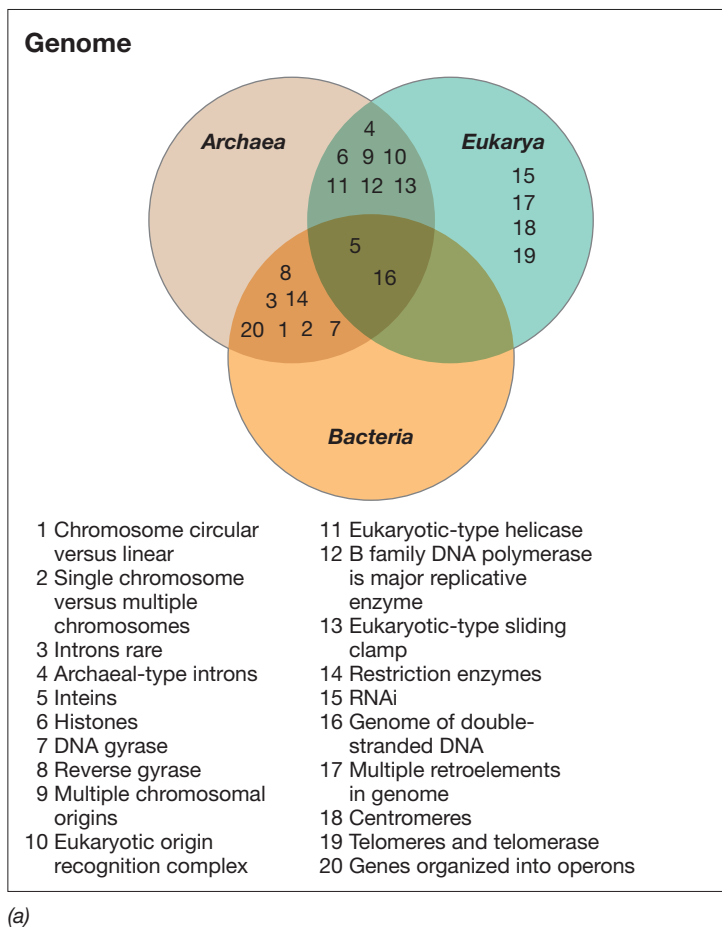 Genome
Archaea
Eukarya
4
6 9 10
11 12 13
15
17
18
19
5
16
8
3 14
20 1 2 7
Bacteria
1 Chromosome circular
versus linear
2 Single chromosome
versus multiple
chromosomes
3 Introns rare
4 Archaeal-type introns
5 Inteins
6 Histones
7 DNA gyrase
8 Reverse gyrase
9 Multiple chromosomal
origins
10 Eukaryotic origin
recognition complex
11 Eukaryotic-type helicase
12 B family DNA polymerase
is major replicative
enzyme
13 Eukaryotic-type sliding
clamp
14 Restriction enzymes
15 RNAi
16 Genome of double-
stranded DNA
17 Multiple retroelements
in genome
18 Centromeres
19 Telomeres and telomerase
20 Genes organized into operons
(a)